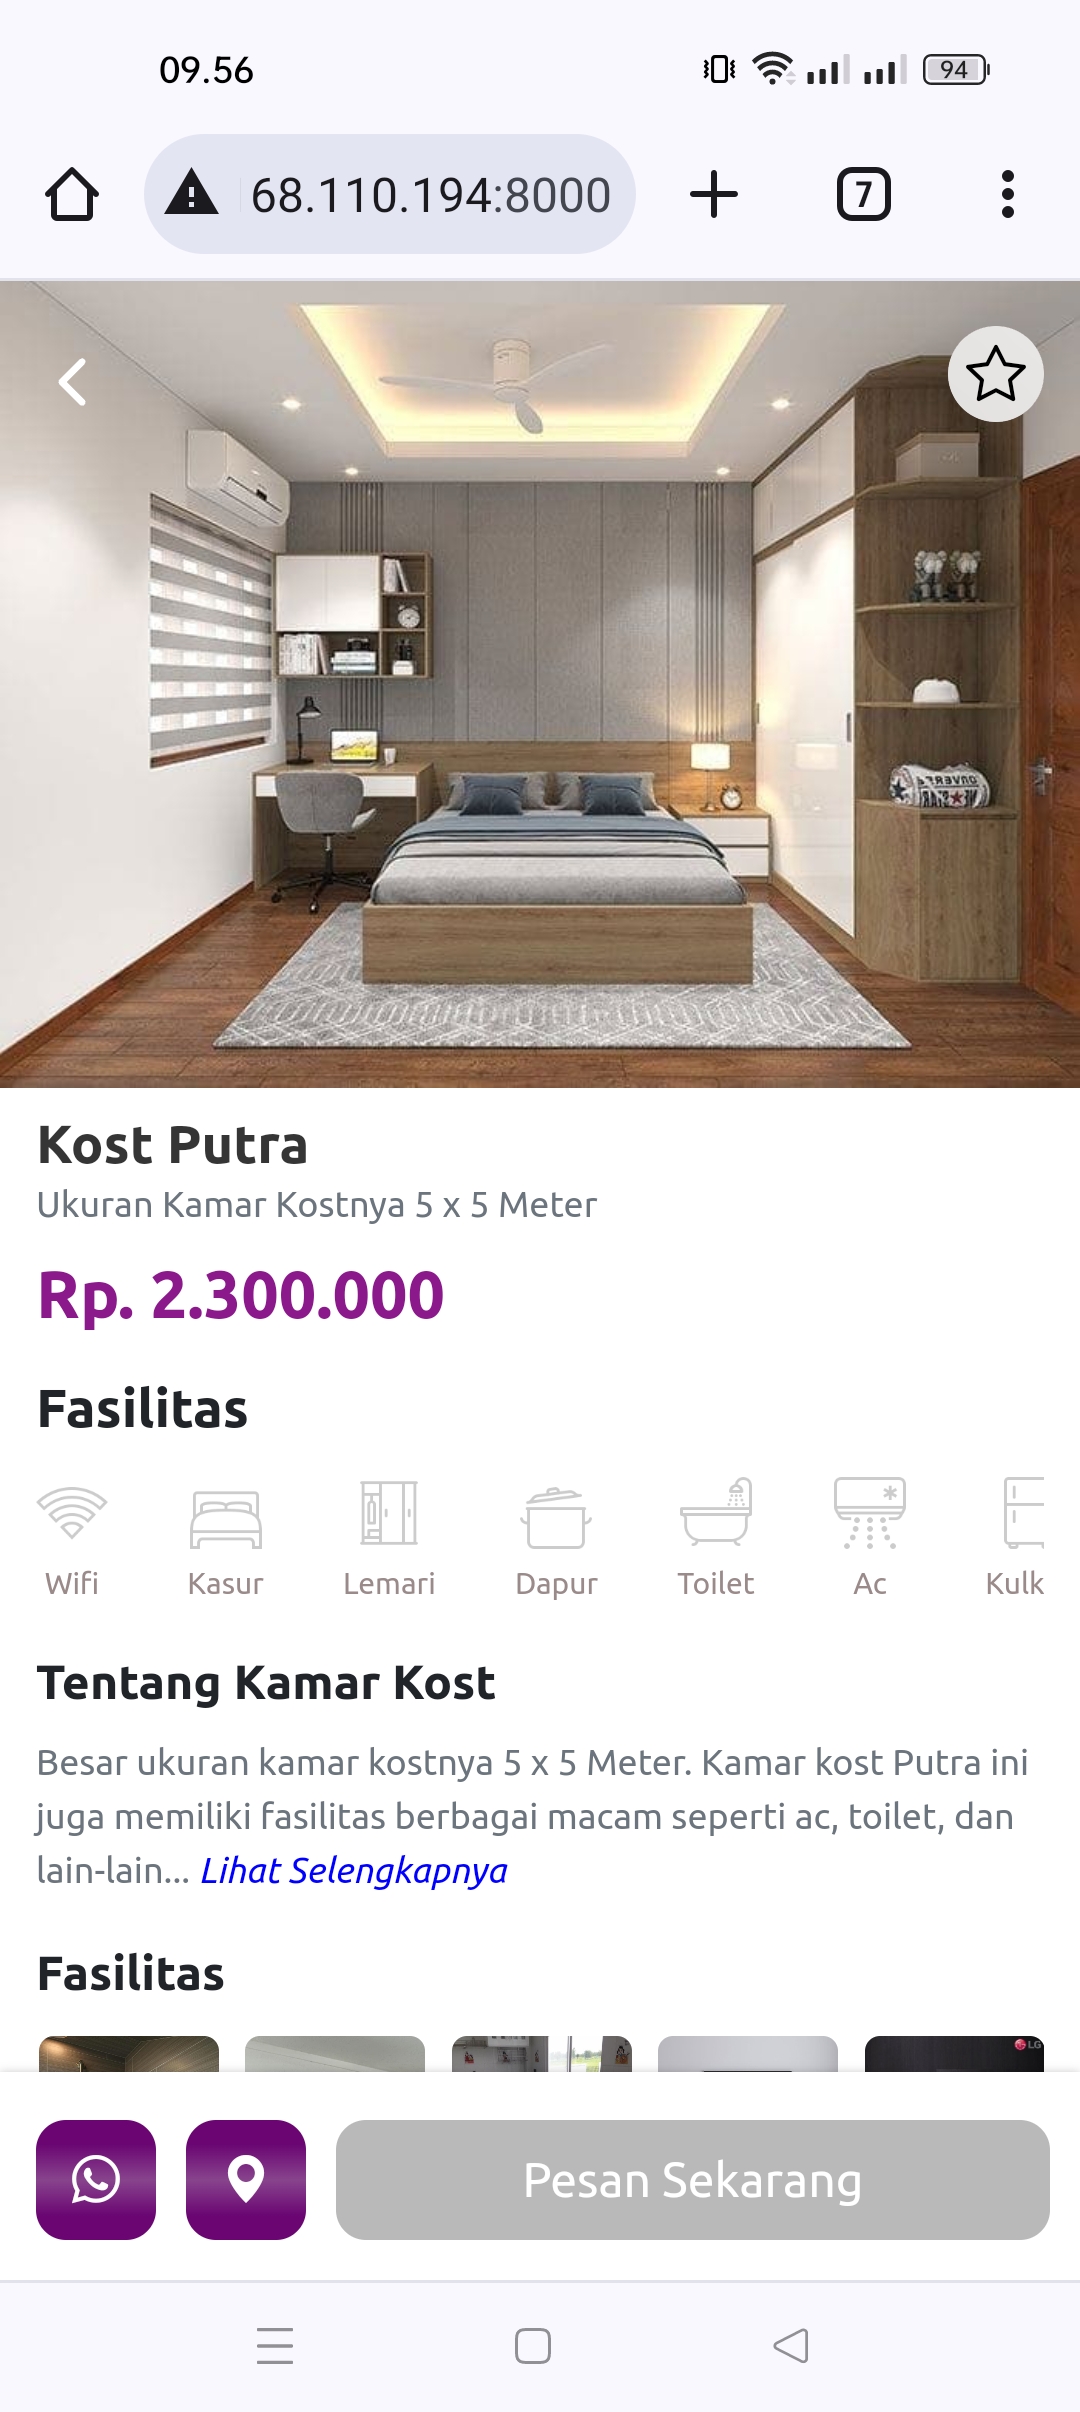 09.56
94
68.110.194:8000
7
Kost Putra
Ukuran Kamar Kostnya 5 x 5 Meter
Rp. 2.300.000
Fasilitas
Wifi Kasur Lemari Dapur Toilet Ac Kulk
Tentang Kamar Kost
Besar ukuran kamar kostnya 5 x 5 Meter. Kamar kost Putra ini
juga memiliki fasilitas berbagai macam seperti ac, toilet, dan
lain-lain... Lihat Selengkapnya
Fasilitas
LG
Pesan Sekarang